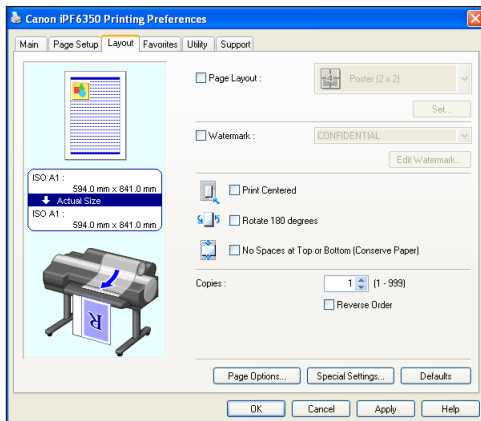 Canon iPF6350 Printing Preferences
Main Page Setup Layout Favorites Utility Support
Page Layout : Poster (2 x 2)
Set...
Watermark : CONFIDENTIAL
Edit Watermark...
ISO A1 :
594.0 mm x 841.0 mm
Actual Size
ISO A1 :
594.0 mm x 841.0 mm
Print Centered
Rotate 180 degrees
No Spaces at Top or Bottom (Conserve Paper)
Copies : 1 (1 - 999)
Reverse Order
R
Page Options... Special Settings... Defaults
OK Cancel Apply Help